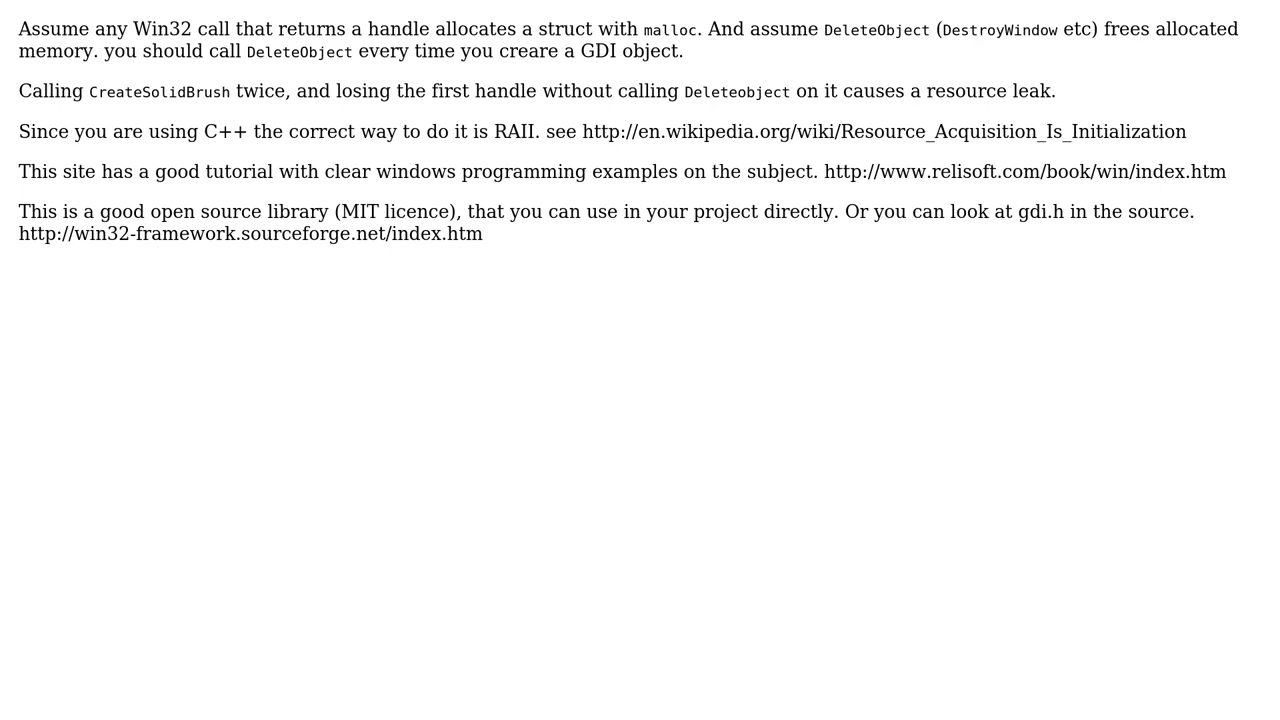 Assume any Win32 call that returns a handle allocates a struct with malloc. And assume DeleteObject (DestroyWindow etc) frees allocated
memory. you should call DeleteObject every time you creare a GDI object.
Calling CreateSolidBrush twice, and losing the first handle without calling Deleteobject on it causes a resource leak.
Since you are using C++ the correct way to do it is RAII. see http://en.wikipedia.org/wiki/Resource_Acquisition_Is_Initialization
This site has a good tutorial with clear windows programming examples on the subject. http://www.relisoft.com/book/win/index.htm
This is a good open source library (MIT licence), that you can use in your project directly. Or you can look at gdi.h in the source.
http://win32-framework.sourceforge.net/index.htm